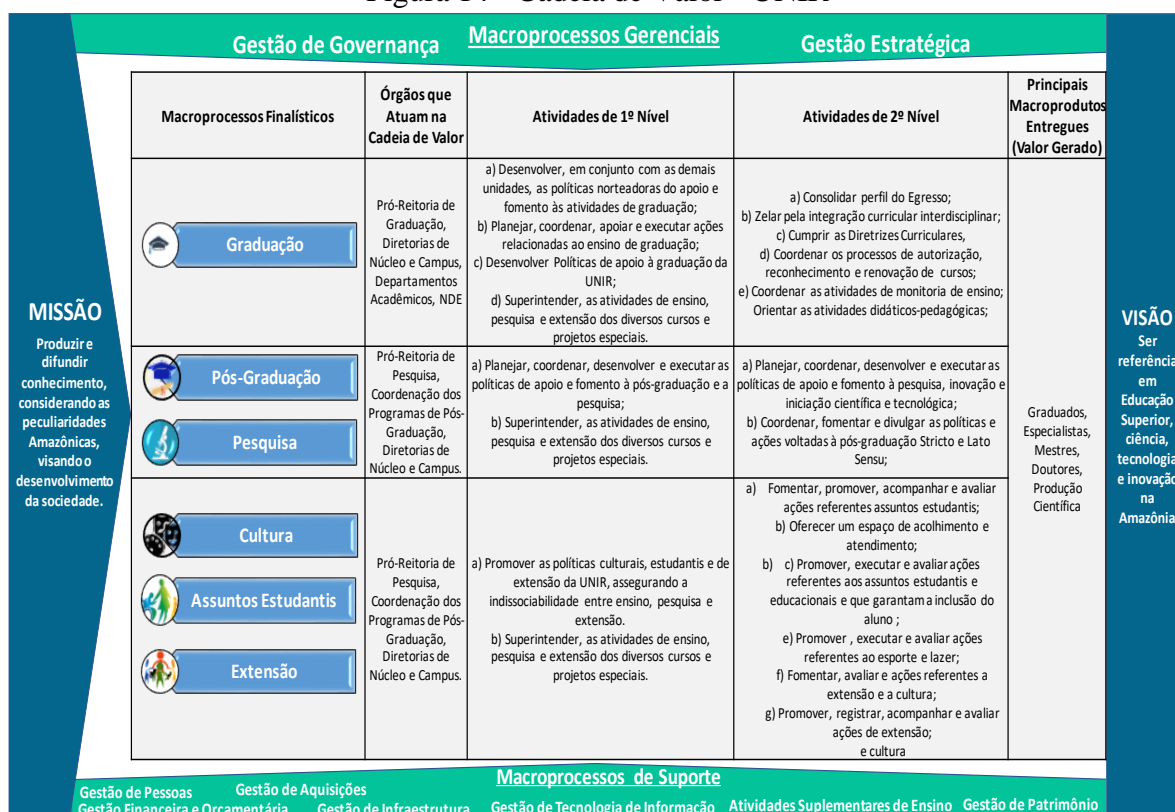 Macroprocessos Gerenciais
Gestão de Governança
Gestão Estratégica
MISSÃO
Produzir e
difundir
conhecimento,
considerando as
peculiaridades
Amazônicas,
visando o
desenvolvimento
da sociedade.
Macroprocessos Finalísticos
Órgãos que
Atuam na
Cadeia de Valor
Atividades de 1º Nível
Atividades de 2º Nível
Principais
Macroprodutos
Entregues
(Valor Gerado)
Graduação
Pró-Reitoria de
Graduação,
Diretorias de
Núcleo e Campus,
Departamentos
Acadêmicos, NDE
a) Desenvolver, em conjunto com as demais
unidades, as políticas norteadoras do apoio e
fomento às atividades de graduação;
b) Planejar, coordenar, apoiar e executar ações
relacionadas ao ensino de graduação;
c) Desenvolver Políticas de apoio à graduação da
UNIR;
d) Superintender, as atividades de ensino,
pesquisa e extensão dos diversos cursos e
projetos especiais.
a) Consolidar perfil do Egresso;
b) Zelar pela integração curricular interdisciplinar;
c) Cumprir as Diretrizes Curriculares,
d) Coordenar os processos de autorização,
reconhecimento e renovação de cursos;
e) Coordenar as atividades de monitoria de ensino;
Orientar as atividades didáticos-pedagógicas;
Pós-Graduação
Pesquisa
Pró-Reitoria de
Pesquisa,
Coordenação dos
Programas de Pós-
Graduação,
Diretorias de
Núcleo e Campus.
a) Planejar, coordenar, desenvolver e executar as
políticas de apoio e fomento à pós-graduação e a
pesquisa;
b) Superintender, as atividades de ensino,
pesquisa e extensão dos diversos cursos e
projetos especiais.
a) Planejar, coordenar, desenvolver e executar as
políticas de apoio e fomento à pesquisa, inovação e
iniciação científica e tecnológica;
b) Coordenar, fomentar e divulgar as políticas e
ações voltadas à pós-graduação Stricto e Lato
Sensu;
Cultura
Assuntos Estudantis
Extensão
Pró-Reitoria de
Pesquisa,
Coordenação dos
Programas de Pós-
Graduação,
Diretorias de
Núcleo e Campus.
a) Promover as políticas culturais, estudantis e de
extensão da UNIR, assegurando a
indissociabilidade entre ensino, pesquisa e
extensão.
b) Superintender, as atividades de ensino,
pesquisa e extensão dos diversos cursos e
projetos especiais.
a) Fomentar, promover, acompanhar e avaliar
ações referentes assuntos estudantis;
b) Oferecer um espaço de acolhimento e
atendimento;
b) c) Promover, executar e avaliar ações
referentes aos assuntos estudantis e
educacionais e que garantam a inclusão do
aluno ;
e) Promover , executar e avaliar ações
referentes ao esporte e lazer;
f) Fomentar, avaliar e ações referentes a
extensão e a cultura;
g) Promover, registrar, acompanhar e avaliar
ações de extensão;
e cultura
Graduados,
Especialistas,
Mestres,
Doutores,
Produção
Científica
VISÃO
Ser
referência
em
Educação
Superior,
ciência,
tecnologia
e inovação
na
Amazônia
Macroprocessos de Suporte
Gestão de Pessoas
Gestão de Aquisições
Gestão Financeira e Orçamentária
Gestão de Infraestrutura
Gestão de Tecnologia de Informação
Atividades Suplementares de Ensino
Gestão de Patrimônio